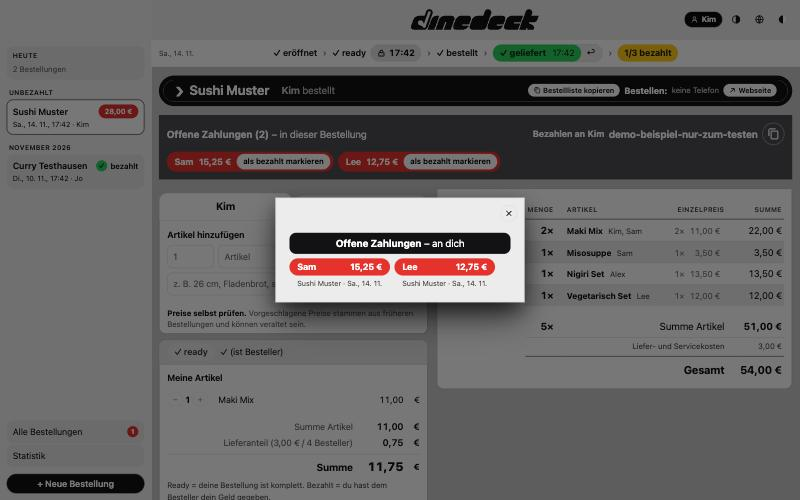 dinedeck
Kim
HEUTE
2 Bestellungen
UNBEZAHLT
Sushi Muster 28,00 €
Sa., 14. 11., 17:42 · Kim
NOVEMBER 2026
Curry Testhausen ✓ bezahlt
Di., 10. 11., 17:42 · Jo
Alle Bestellungen 1
Statistik
+ Neue Bestellung
Sa., 14. 11. ✓ eröffnet › ✓ ready 17:42 › ✓ bestellt › ✓ geliefert 17:42 › 1/3 bezahlt
Sushi Muster Kim bestellt Bestellliste kopieren Bestellen: keine Telefon Webseite
Offene Zahlungen (2) – in dieser Bestellung Bezahlen an Kim demo-beispiel-nur-zum-testen
Sam 15,25 € als bezahlt markieren Lee 12,75 € als bezahlt markieren
Kim
Artikel hinzufügen
1 Artikel
z. B. 26 cm, Fladenbrot,
Preise selbst prüfen. Vorgeschlagene Preise stammen aus früheren
Bestellungen und können veraltet sein.
✓ ready ✓ (ist Besteller)
Meine Artikel
− 1 + Maki Mix 11,00 €
Summe Artikel 11,00 €
Lieferanteil (3,00 € / 4 Besteller) 0,75 €
Summe 11,75 €
Ready = deine Bestellung ist komplett. Bezahlt = du hast dem
Besteller dein Geld gegeben.
×
Offene Zahlungen – an dich
Sam 15,25 € Lee 12,75 €
Sushi Muster · Sa., 14. 11. Sushi Muster · Sa., 14. 11.
MENGE ARTIKEL EINZELPREIS SUMME
2× Maki Mix Kim, Sam 2× 11,00 € 22,00 €
1× Misosuppe Sam 1× 3,50 € 3,50 €
1× Nigiri Set Alex 1× 13,50 € 13,50 €
1× Vegetarisch Set Lee 1× 12,00 € 12,00 €
5× Summe Artikel 51,00 €
Liefer- und Servicekosten 3,00 €
Gesamt 54,00 €